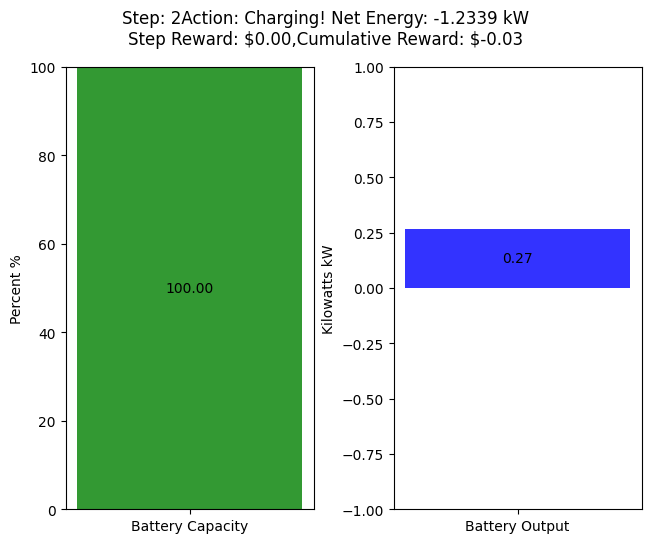 Step: 2Action: Charging! Net Energy: -1.2339 kW
Step Reward: $0.00,Cumulative Reward: $-0.03
100
80
60
40
20
0
Percent %
100.00
Battery Capacity
1.00
0.75
0.50
0.25
0.00
−0.25
−0.50
−0.75
−1.00
Kilowatts kW
0.27
Battery Output